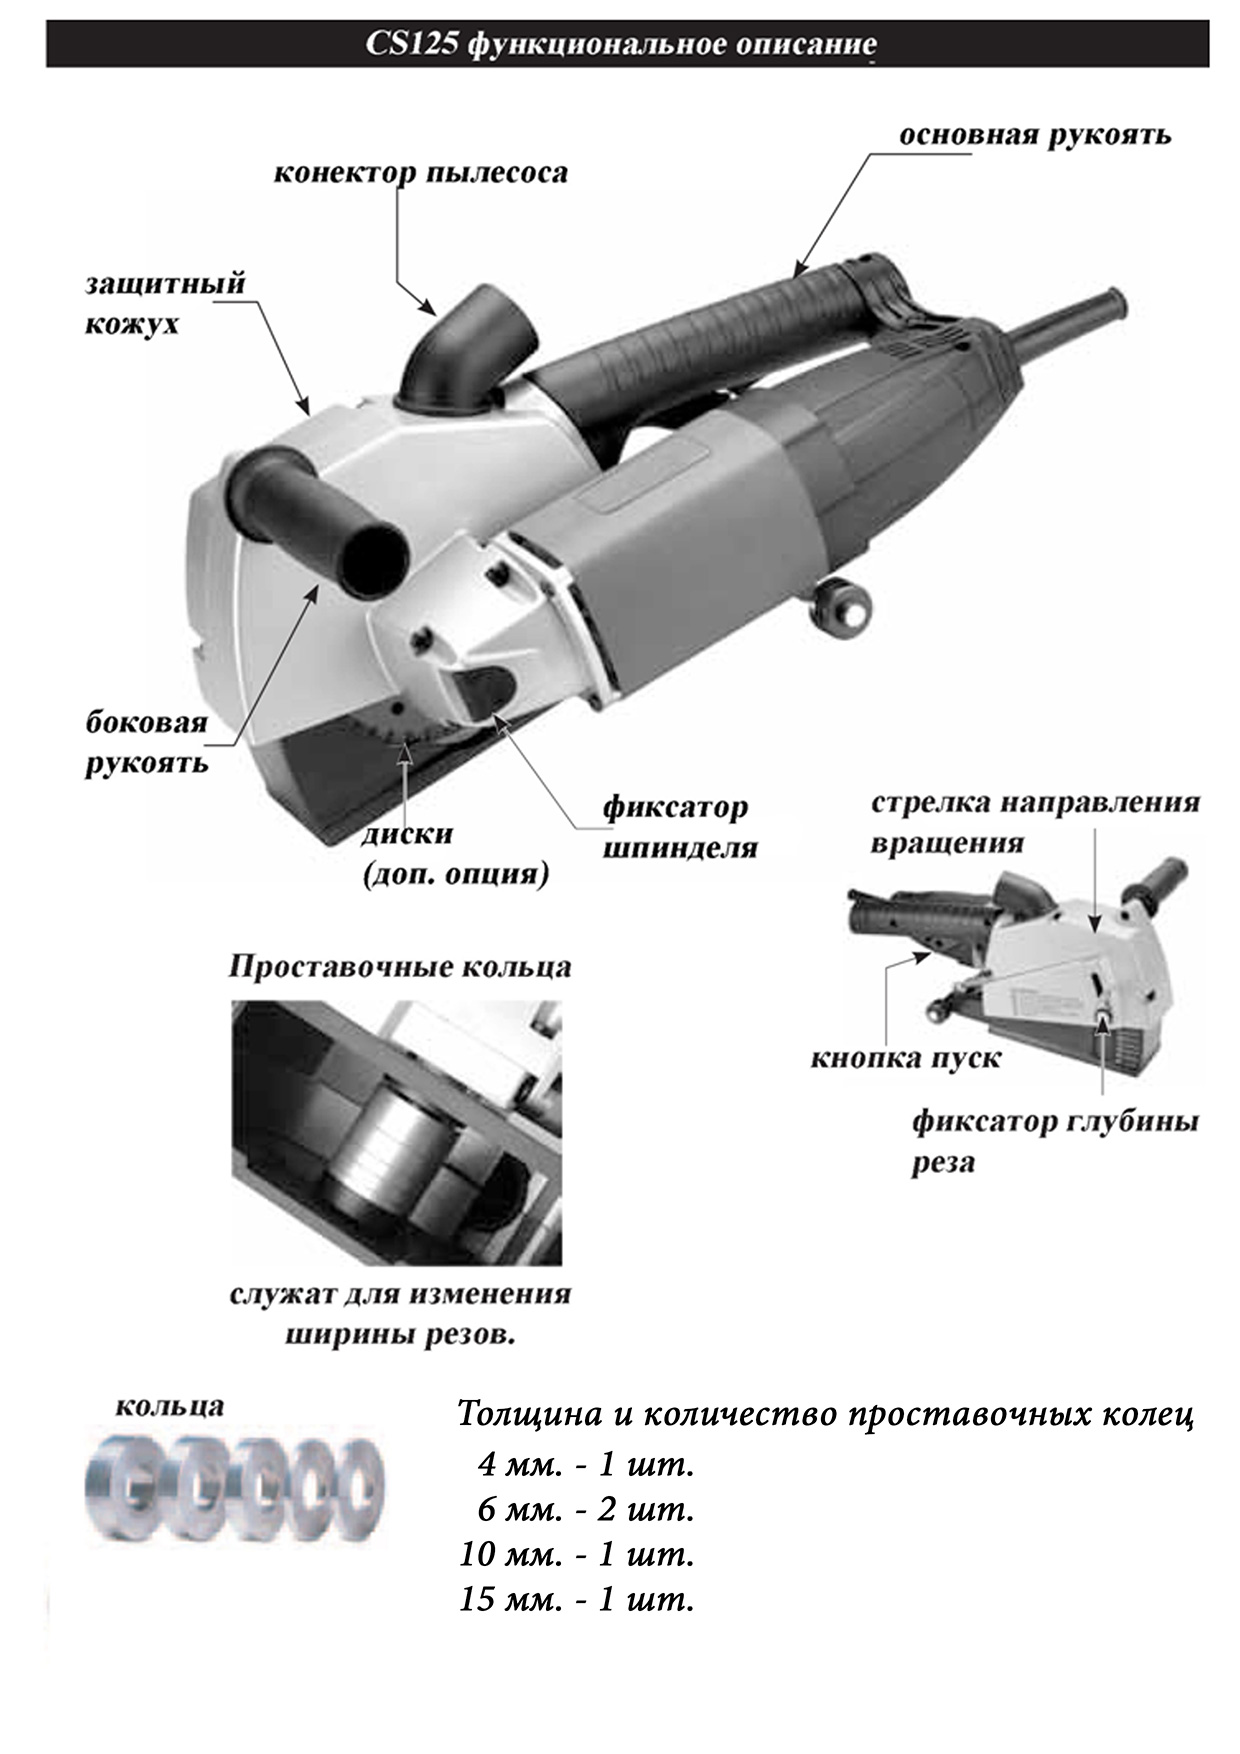 CS125 функциональное описание
основная рукоять
конектор пылесоса
защитный
кожух
боковая
рукоять
диски
(доп. опция)
фиксатор
шпинделя
стрелка направления
вращения
кнопка пуск
фиксатор глубины
реза
Проставочные кольца
служат для изменения
ширины резов.
кольца
Толщина и количество проставочных колец
4 мм. - 1 шт.
6 мм. - 2 шт.
10 мм. - 1 шт.
15 мм. - 1 шт.